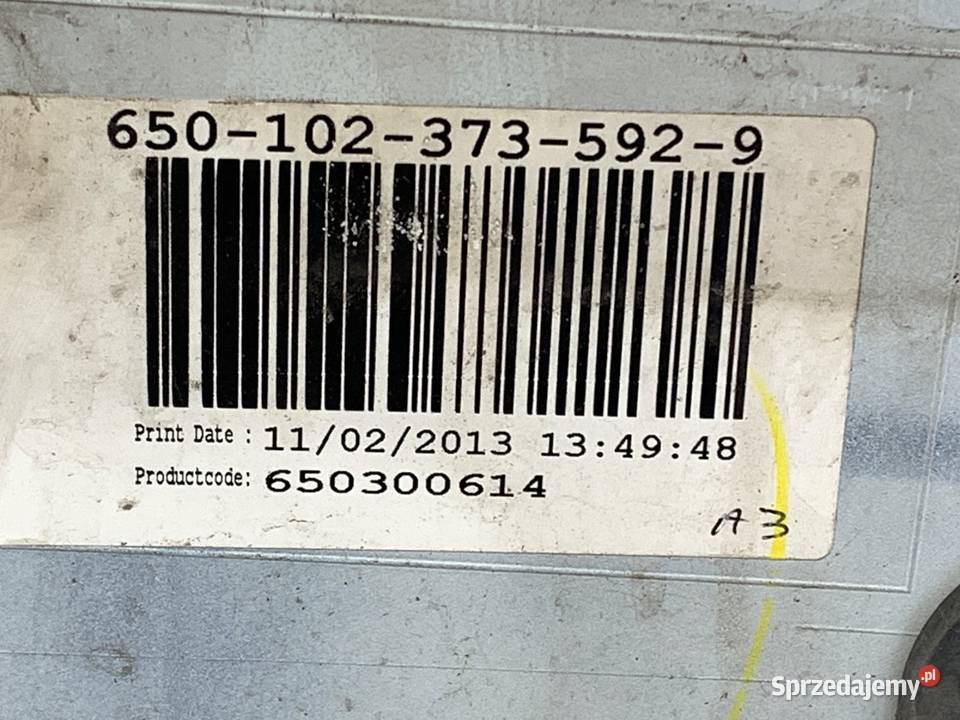 650-102-373-592-9
Print Date : 11/02/2013 13:49:48
Productcode: 650300614
A3
Sprzedajemy.pl